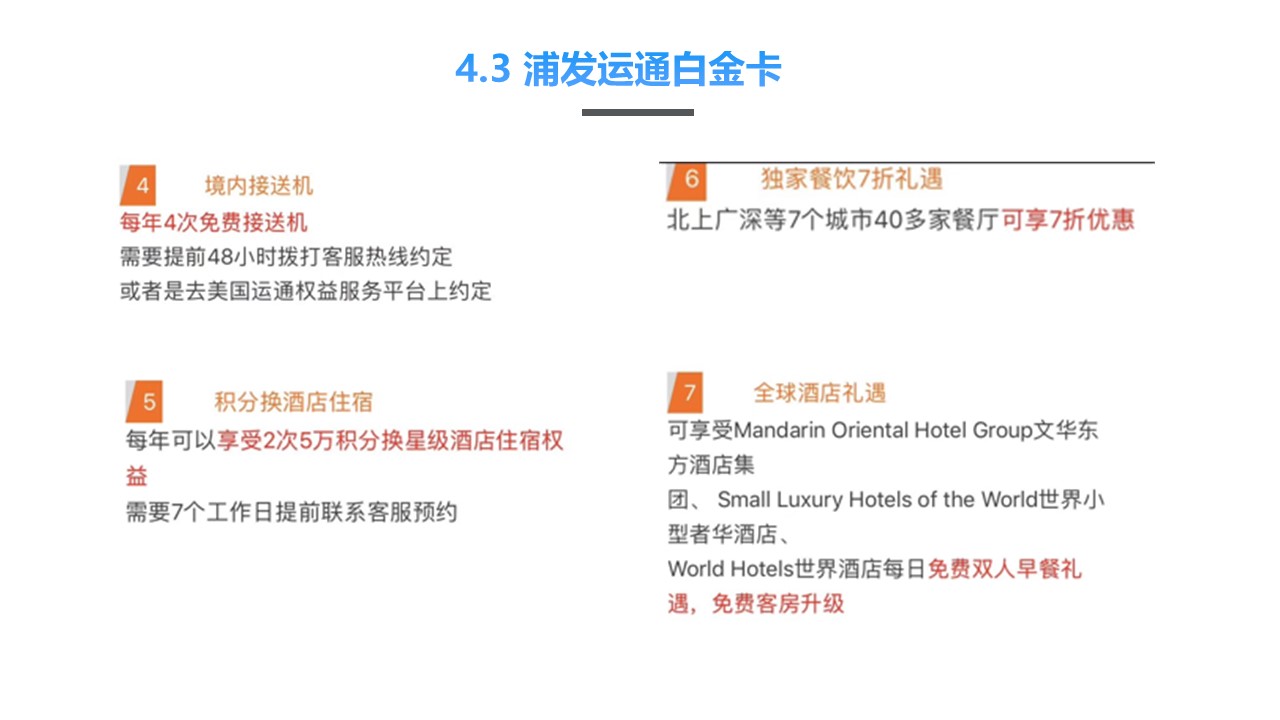 4.3 浦发运通白金卡
4 境内接送机
每年4次免费接送机
需要提前48小时拨打客服热线约定
或者是去美国运通权益服务平台上约定
5 积分换酒店住宿
每年可以享受2次5万积分换星级酒店住宿权
益
需要7个工作日提前联系客服预约
6 独家餐饮7折礼遇
北上广深等7个城市40多家餐厅可享7折优惠
7 全球酒店礼遇
可享受Mandarin Oriental Hotel Group文华东
方酒店集
团、 Small Luxury Hotels of the World世界小
型者华酒店、
World Hotels世界酒店每日免费双人早餐礼
遇，免费客房升级